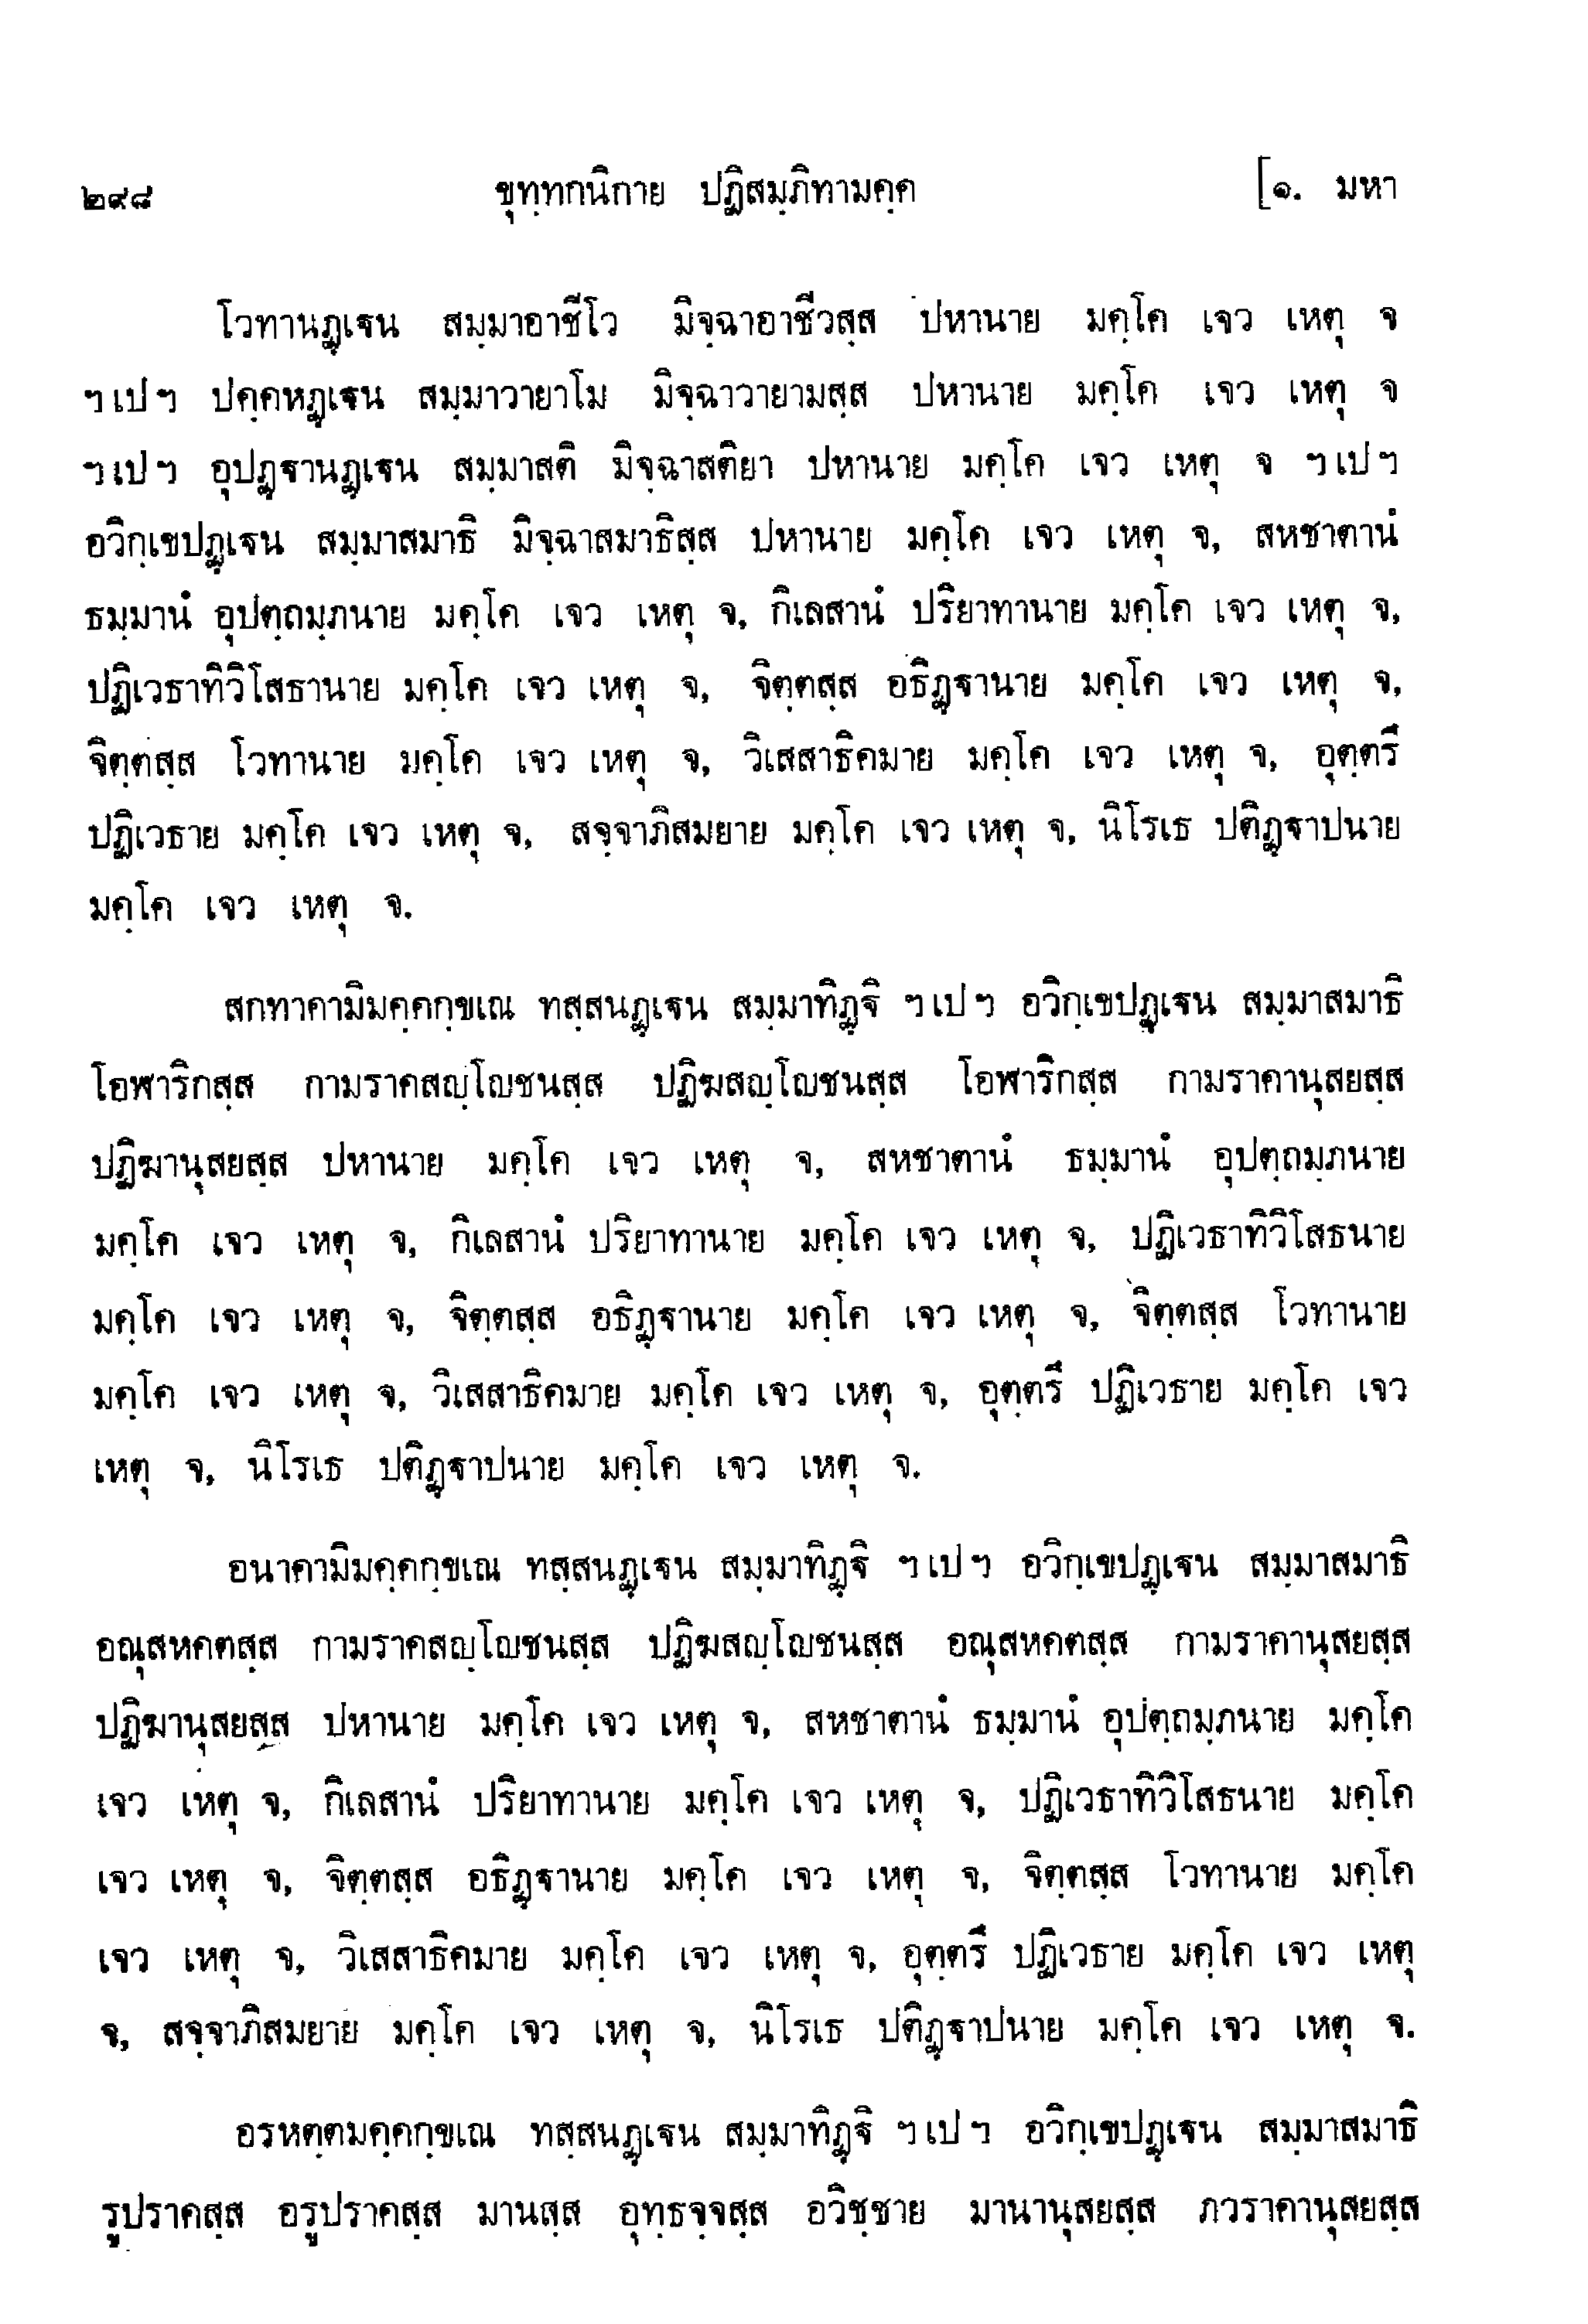 ๒๙๘ ขุทฺทกนิกาย ปฏิสมฺภิทามคฺค [๑. มหา
โวทานฏฺเฐน สมฺมาอาชีโว มิจฺฉาอาชีวสฺส ปหานาย มคฺโค เจว เหตุ จ
ฯเปฯ ปคฺคหฏฺเฐน สมฺมาวายาโม มิจฺฉาวายามสฺส ปหานาย มคฺโค เจว เหตุ จ
ฯเปฯ อุปฏฺฐานฏฺเฐน สมฺมาสติ มิจฺฉาสติยา ปหานาย มคฺโค เจว เหตุ จ ฯเปฯ
อวิกฺเขปฏฺเฐน สมฺมาสมาธิ มิจฺฉาสมาธิสฺส ปหานาย มคฺโค เจว เหตุ จ, สหชาตานํ
ธมฺมานํ อุปตฺถมฺภนาย มคฺโค เจว เหตุ จ, กิเลสานํ ปริยาทานาย มคฺโค เจว เหตุ จ,
ปฏิเวธาทิวิโสธานาย มคฺโค เจว เหตุ จ, จิตฺตสฺส อธิฏฺฐานาย มคฺโค เจว เหตุ จ,
จิตฺตสฺส โวทานาย มคฺโค เจว เหตุ จ, วิเสสาธิคมาย มคฺโค เจว เหตุ จ, อุตฺตรึ
ปฏิเวธาย มคฺโค เจว เหตุ จ, สจฺจาภิสมยาย มคฺโค เจว เหตุ จ, นิโรเธ ปติฏฺฐาปนาย
มคฺโค เจว เหตุ จ.
สกทาคามิมคฺคกฺขเณ ทสฺสนฏฺเฐน สมฺมาทิฏฺฐิ ฯเปฯ อวิกฺเขปฏฺเฐน สมฺมาสมาธิ
โอฬาริกสฺส กามราคสญฺโญชนสฺส ปฏิฆสญฺโญชนสฺส โอฬาริกสฺส กามราคานุสยสฺส
ปฏิฆานุสยสฺส ปหานาย มคฺโค เจว เหตุ จ, สหชาตานํ ธมฺมานํ อุปตฺถมฺภนาย
มคฺโค เจว เหตุ จ, กิเลสานํ ปริยาทานาย มคฺโค เจว เหตุ จ, ปฏิเวธาทิวิโสธนาย
มคฺโค เจว เหตุ จ, จิตฺตสฺส อธิฏฺฐานาย มคฺโค เจว เหตุ จ, จิตฺตสฺส โวทานาย
มคฺโค เจว เหตุ จ, วิเสสาธิคมาย มคฺโค เจว เหตุ จ, อุตฺตรึ ปฏิเวธาย มคฺโค เจว
เหตุ จ, นิโรเธ ปติฏฺฐาปนาย มคฺโค เจว เหตุ จ.
อนาคามิมคฺคกฺขเณ ทสฺสนฏฺเฐน สมฺมาทิฏฺฐิ ฯเปฯ อวิกฺเขปฏฺเฐน สมฺมาสมาธิ
อณุสหคตสฺส กามราคสญฺโญชนสฺส ปฏิฆสญฺโญชนสฺส อณุสหคตสฺส กามราคานุสยสฺส
ปฏิฆานุสยสฺส ปหานาย มคฺโค เจว เหตุ จ, สหชาตานํ ธมฺมานํ อุปตฺถมฺภนาย มคฺโค
เจว เหตุ จ, กิเลสานํ ปริยาทานาย มคฺโค เจว เหตุ จ, ปฏิเวธาทิวิโสธนาย มคฺโค
เจว เหตุ จ, จิตฺตสฺส อธิฏฺฐานาย มคฺโค เจว เหตุ จ, จิตฺตสฺส โวทานาย มคฺโค
เจว เหตุ จ, วิเสสาธิคมาย มคฺโค เจว เหตุ จ, อุตฺตรึ ปฏิเวธาย มคฺโค เจว เหตุ
จ, สจฺจาภิสมยาย มคฺโค เจว เหตุ จ, นิโรเธ ปติฏฺฐาปนาย มคฺโค เจว เหตุ จ.
อรหตฺตมคฺคกฺขเณ ทสฺสนฏฺเฐน สมฺมาทิฏฺฐิ ฯเปฯ อวิกฺเขปฏฺเฐน สมฺมาสมาธิ
รูปราคสฺส อรูปราคสฺส มานสฺส อุทฺธจฺจสฺส อวิชฺชาย มานานุสยสฺส ภวราคานุสยสฺส